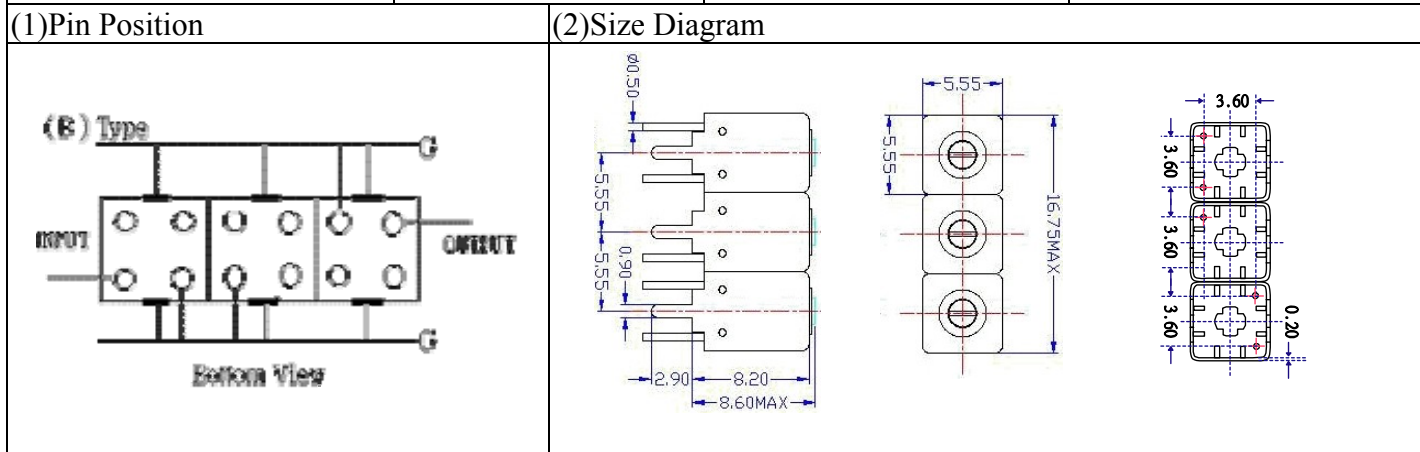 (1)Pin Position
(2)Size Diagram
(B) Type
G
INPUT
OUTPUT
G
Bottom View
Ø0.50
5.55
5.55
0.90
2.90
8.20
8.60MAX
5.55
5.55
16.75MAX
3.60
3.60
3.60
3.60
0.20